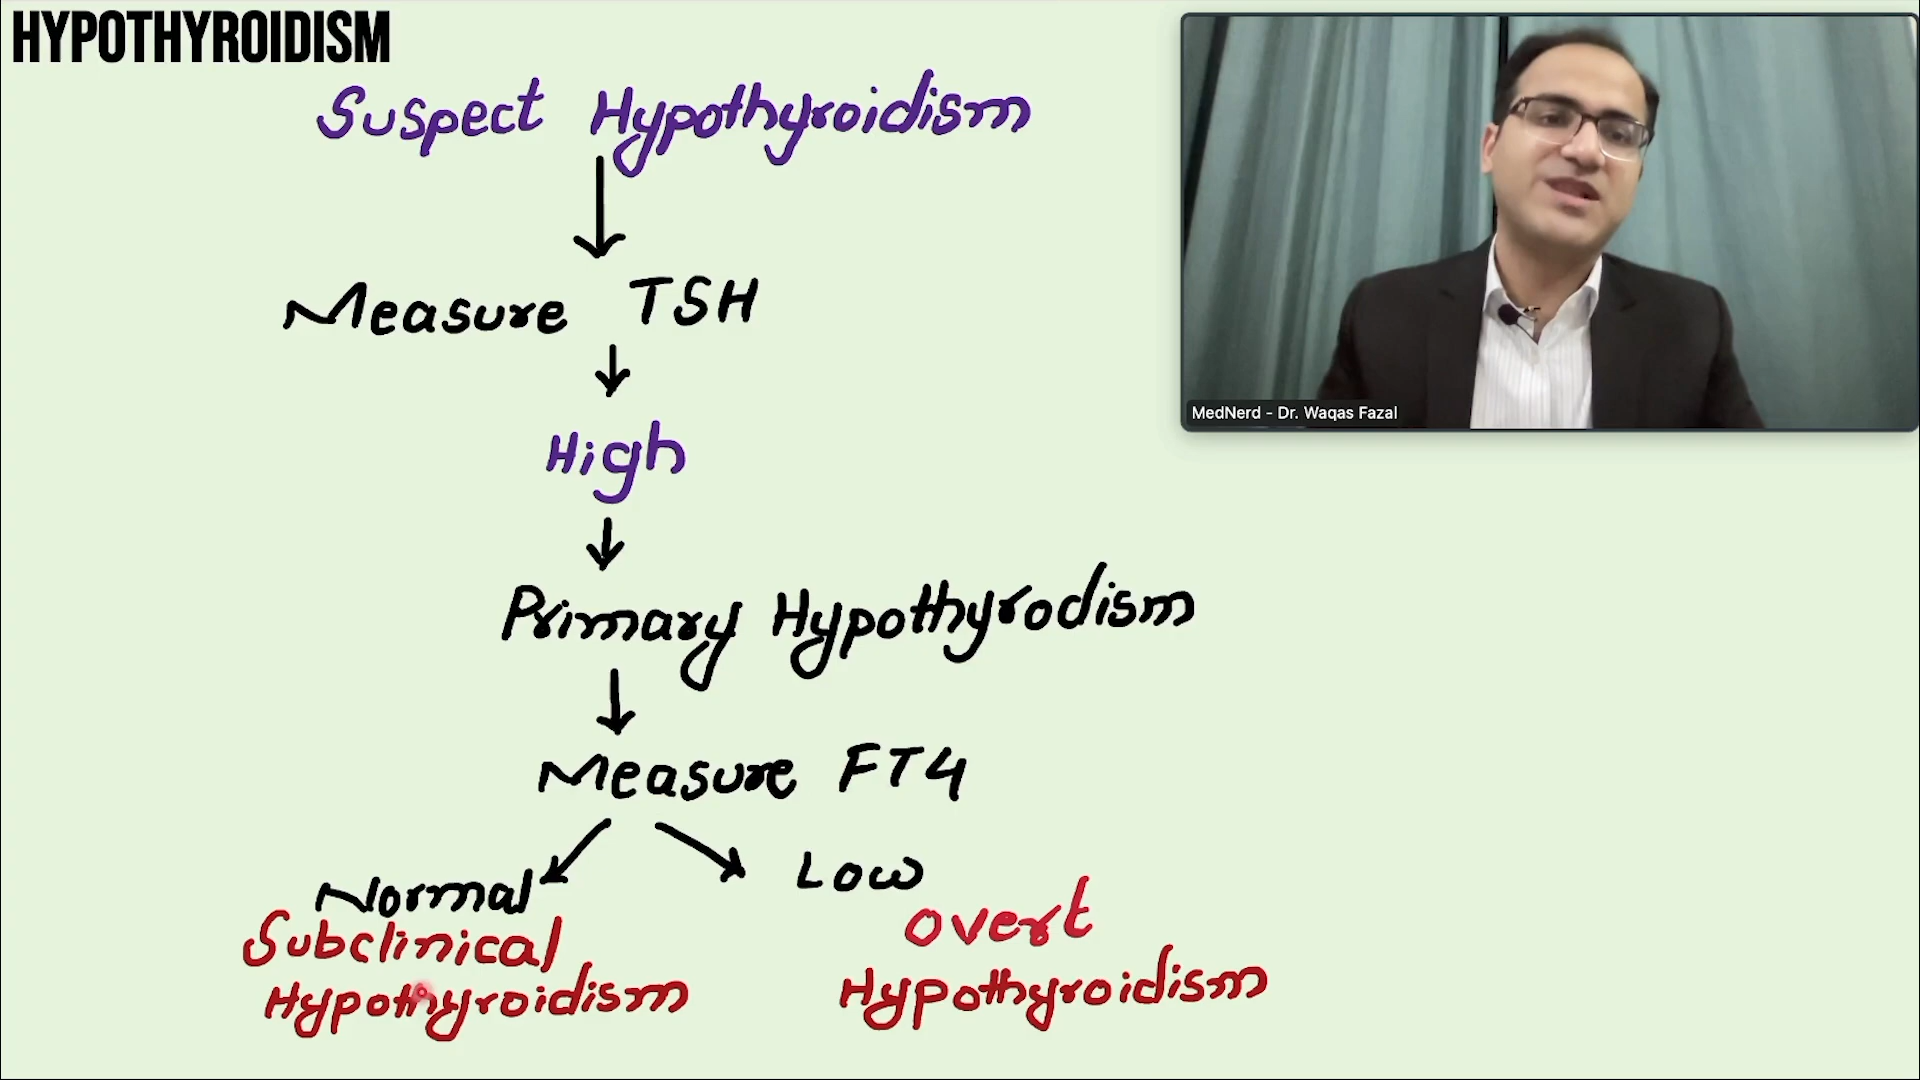 HYPOTHYROIDISM
Suspect Hypothyroidism
Measure TSH
High
Primary Hypothyrodism
Measure FT4
Normal
Low
Subclinical
Hypothyroidism
overt
Hypothyroidism
MedNerd - Dr. Waqas Fazal